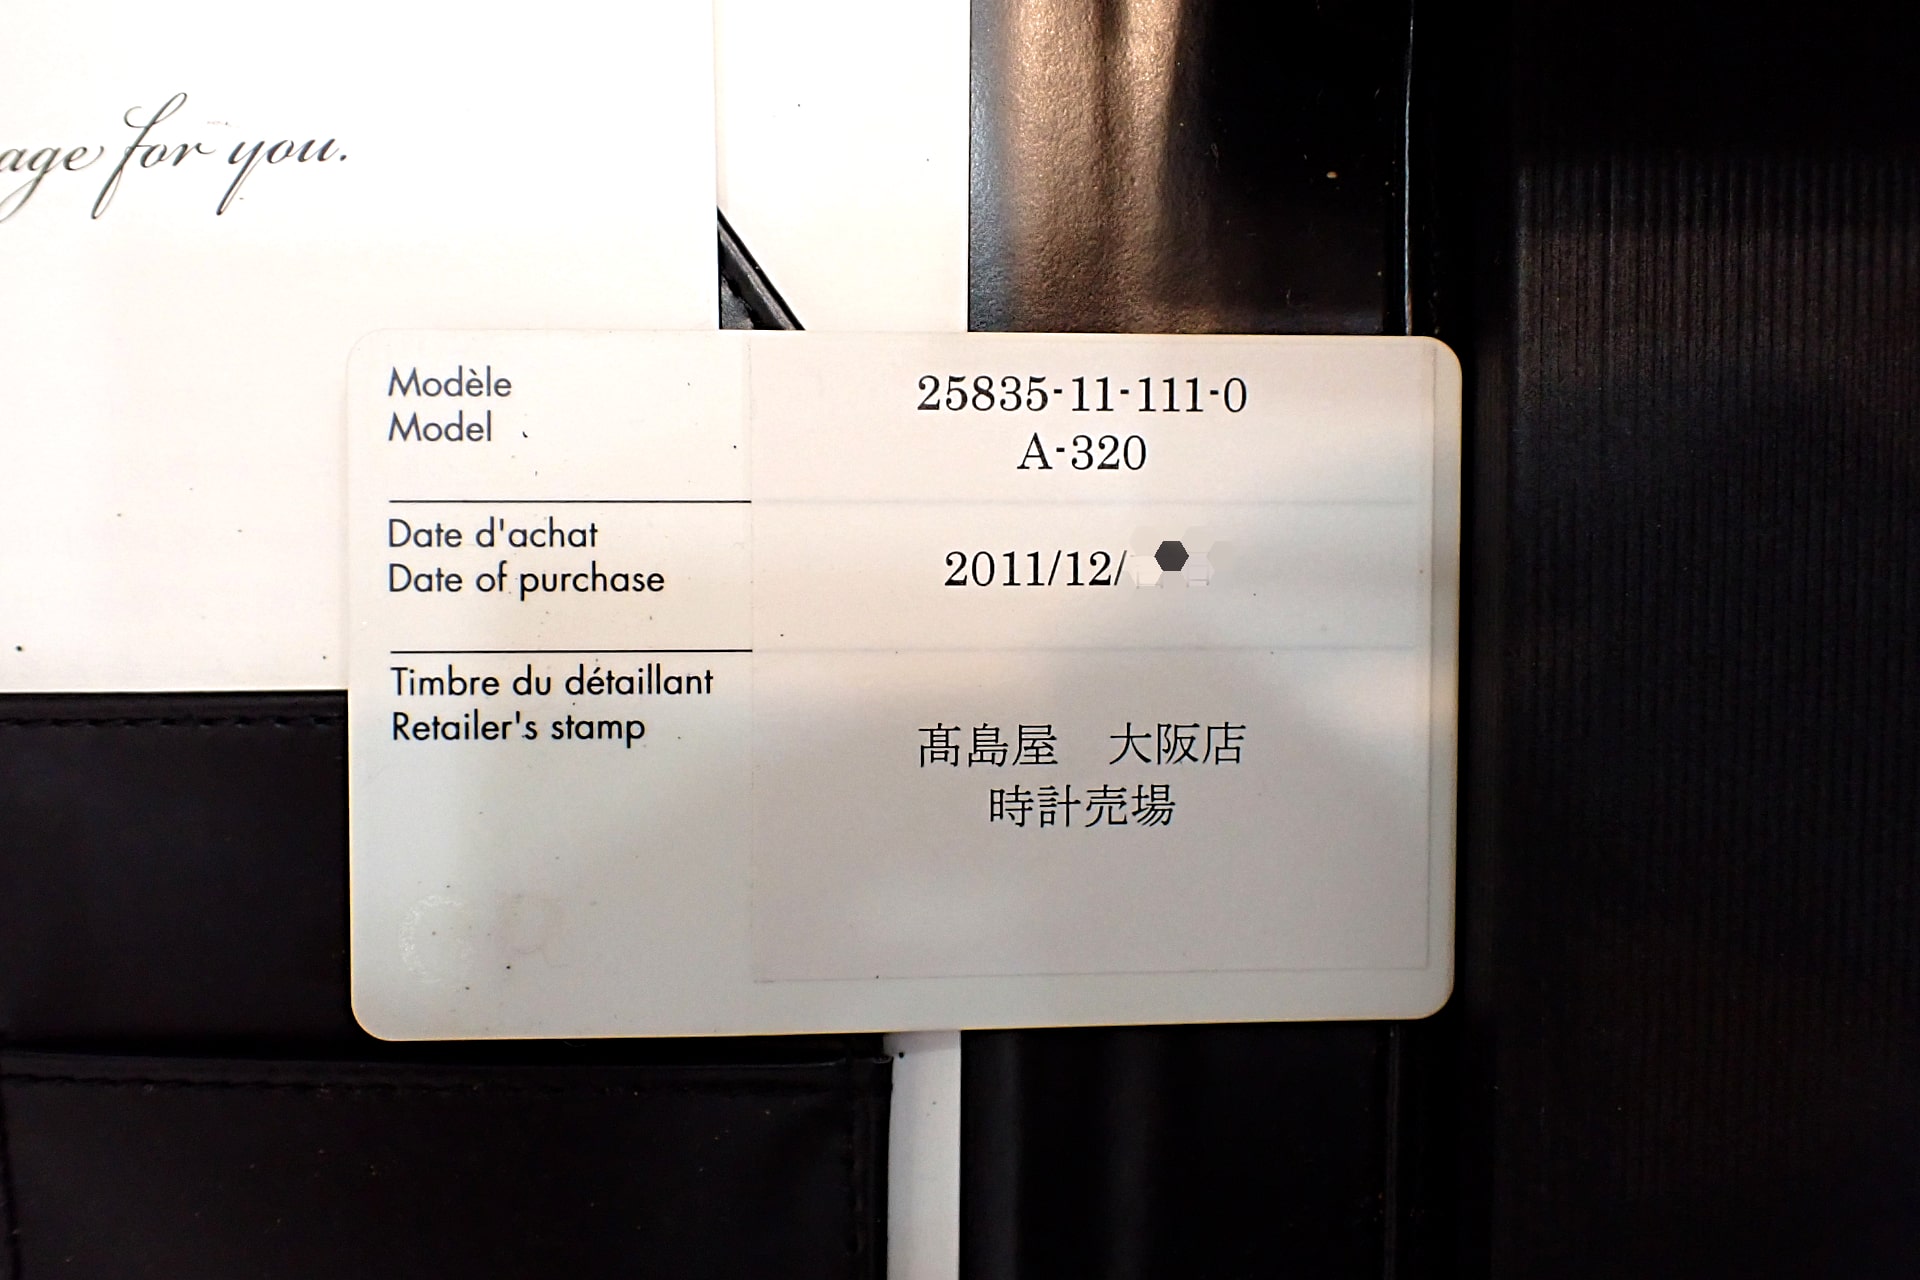 age for you.
Modèle
Model
25835-11-111-0
A-320
Date d'achat
Date of purchase
2011/12/
Timbre du détaillant
Retailer's stamp
髙島屋　大阪店
時計売場